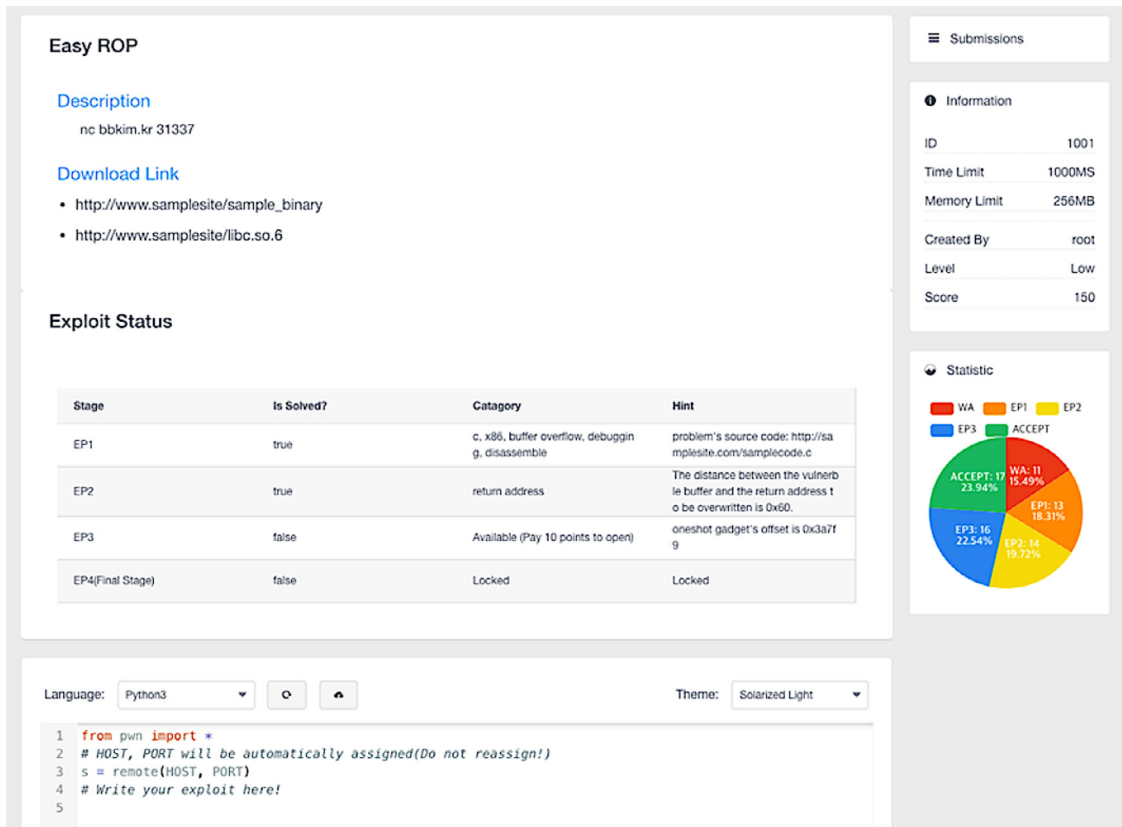 Easy ROP
Description
nc bbkim.kr 31337
Download Link
• http://www.samplesite/sample_binary
• http://www.samplesite/libc.so.6
Exploit Status
Stage Is Solved? Catagory Hint
EP1 true c, x86, buffer overflow, debuggin
g, disassemble
problem's source code: http://sa
mplesite.com/samplecode.c
EP2 true return address
The distance between the vulnerb
le buffer and the return address t
o be overwritten is 0x60.
EP3 false Available (Pay 10 points to open)
oneshot gadget's offset is 0x3a7f
9
EP4(Final Stage) false Locked Locked
Language: Python3 Theme: Solarized Light
1 from pwn import *
2 # HOST, PORT will be automatically assigned(Do not reassign!)
3 s = remote(HOST, PORT)
4 # Write your exploit here!
5
Submissions
Information
ID 1001
Time Limit 1000MS
Memory Limit 256MB
Created By root
Level Low
Score 150
Statistic
WA EP1 EP2
EP3 ACCEPT
ACCEPT: 17
23.94%
WA: 11
15.49%
EP1: 13
18.31%
EP3: 16
22.54%
EP2: 14
19.72%